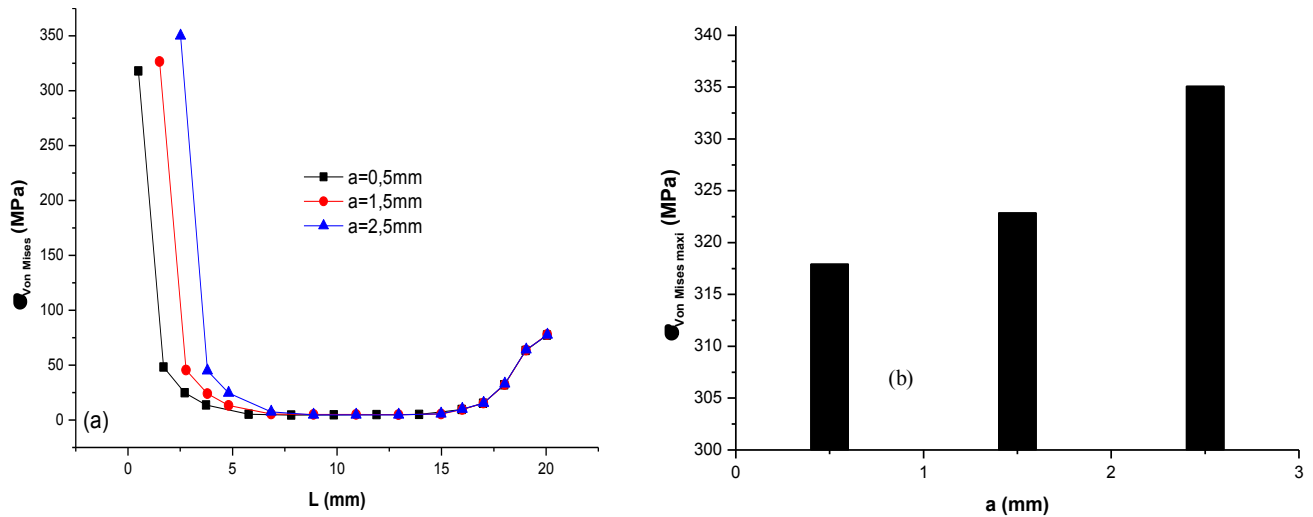 350
300
250
200
150
100
50
0
σVon Mises (MPa)
a=0,5mm
a=1,5mm
a=2,5mm
(a)
0 5 10 15 20
L (mm)
340
335
330
325
320
315
310
305
300
σVon Mises maxi (MPa)
(b)
0 1 2 3
a (mm)